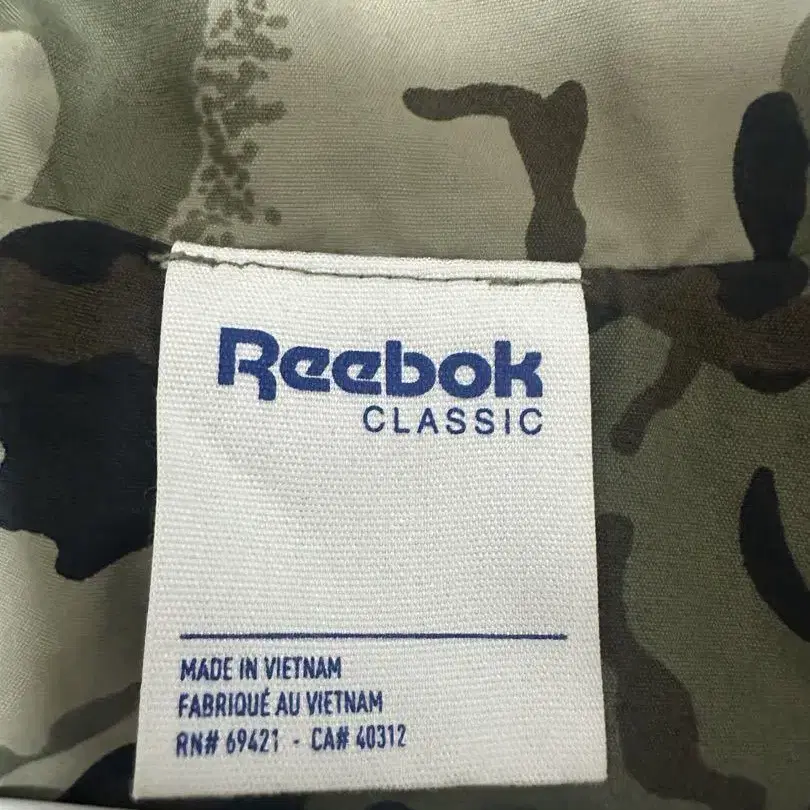 Reebok
CLASSIC
MADE IN VIETNAM
FABRIQUÉ AU VIETNAM
RN# 69421 - CA# 40312